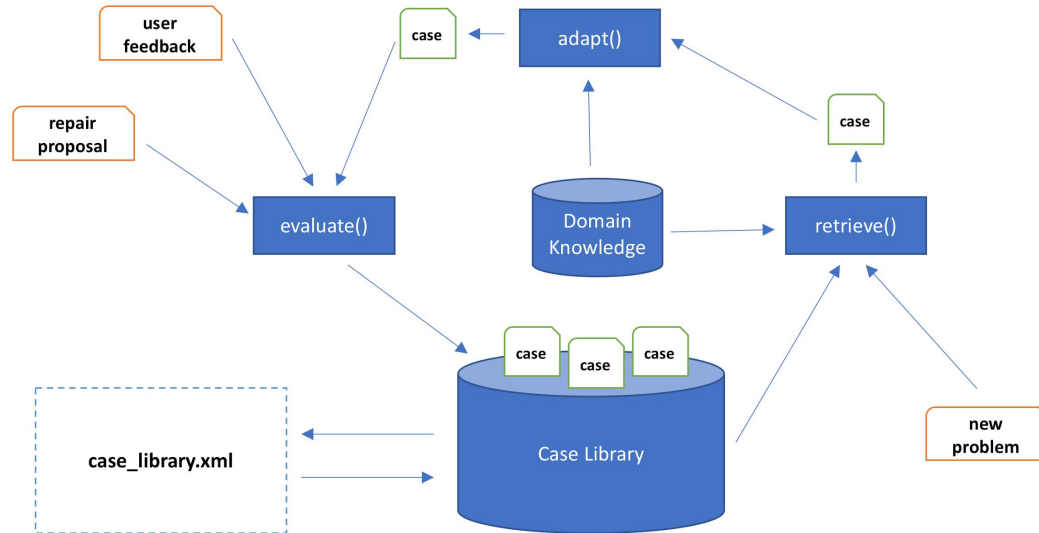 user
feedback
case
adapt()
repair
proposal
case
evaluate()
Domain
Knowledge
retrieve()
case
case
case
case_library.xml
Case Library
new
problem